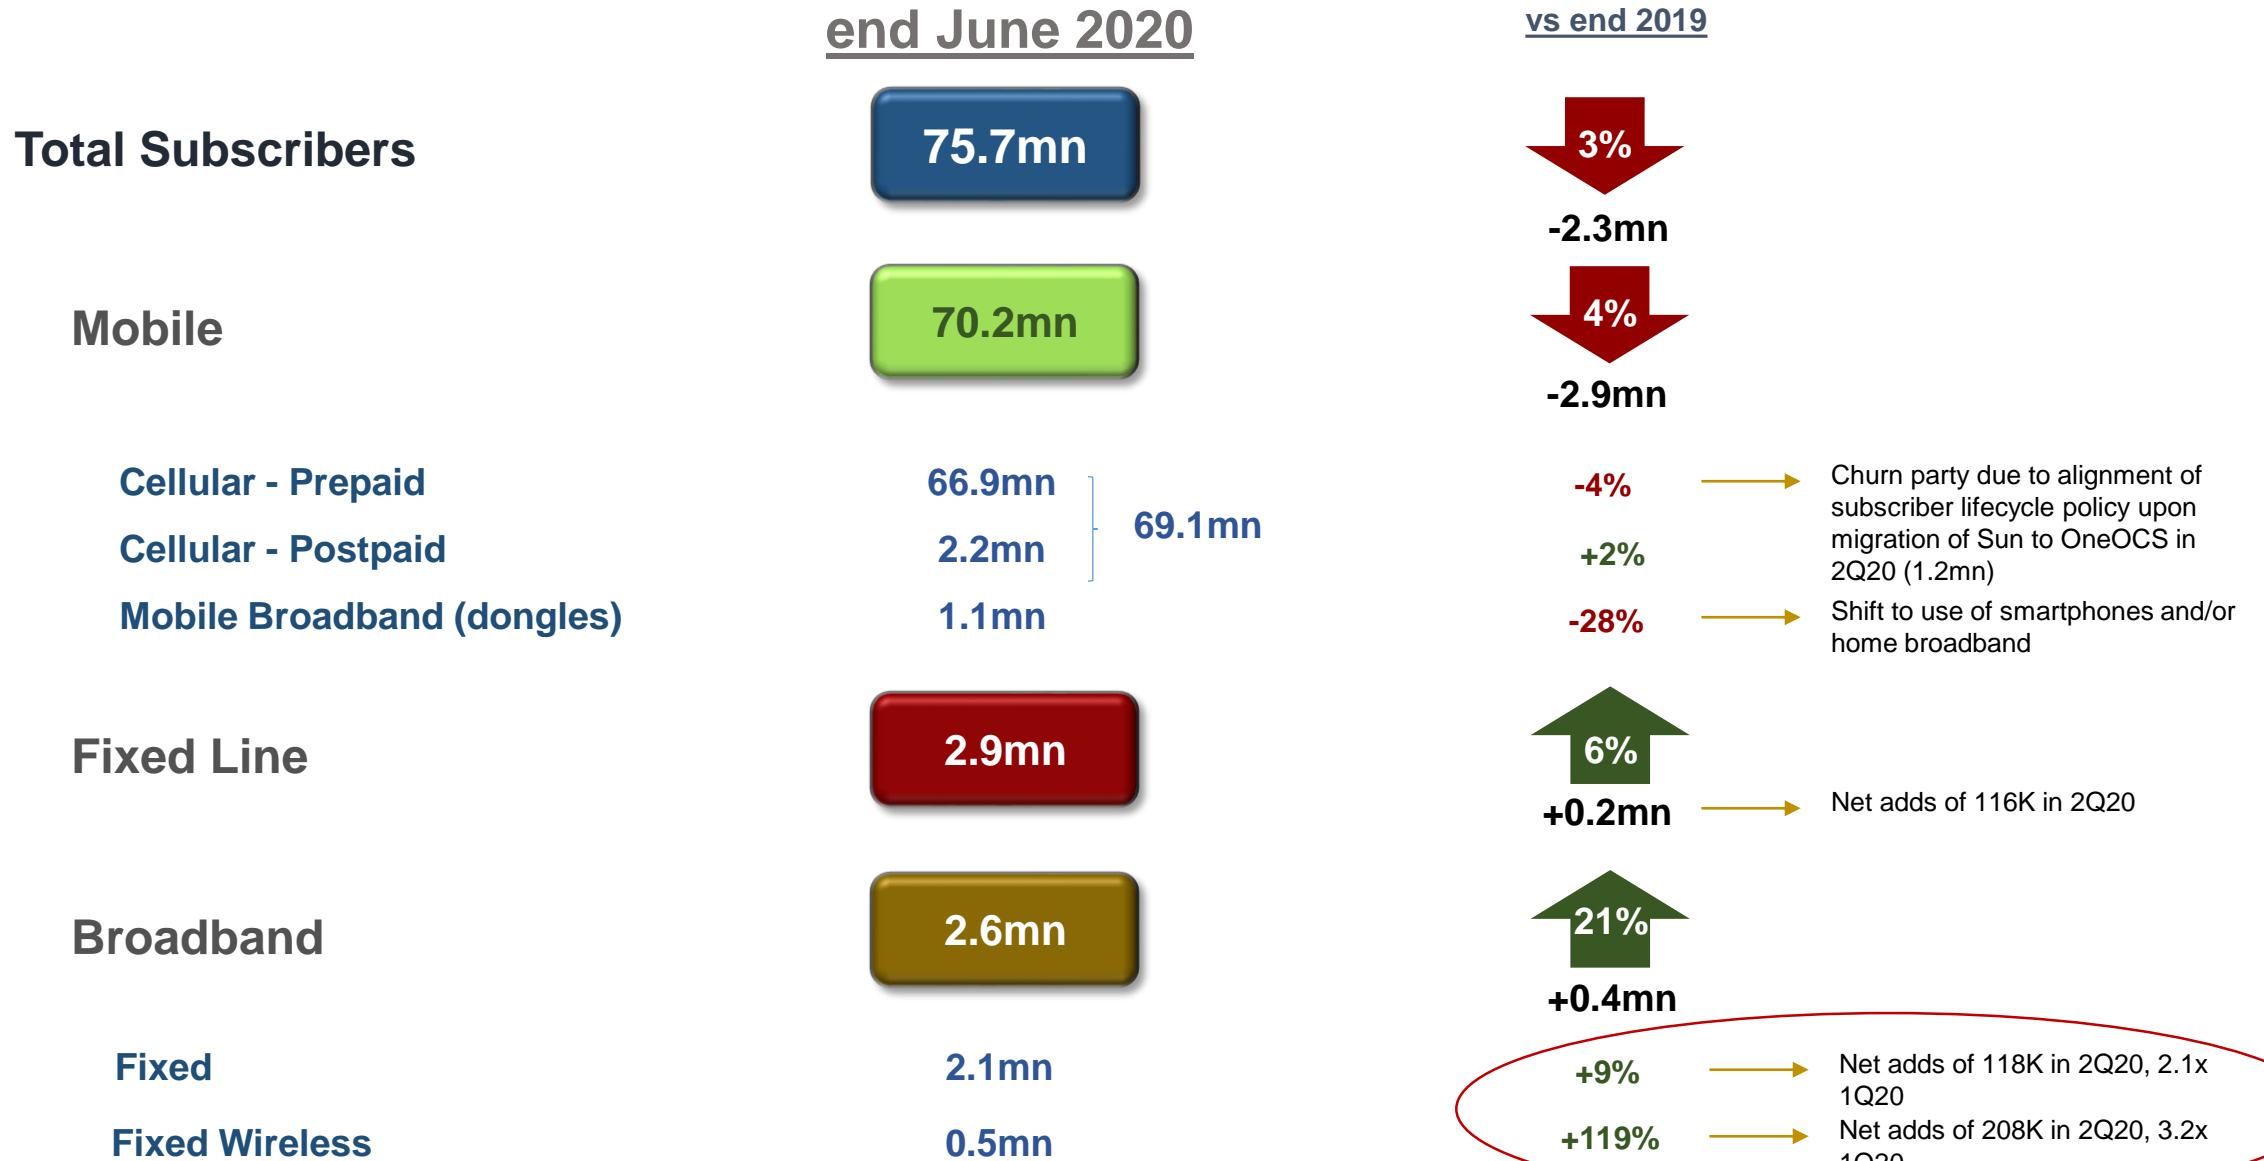 end June 2020
vs end 2019
Total Subscribers
75.7mn
3%
-2.3mn
Mobile
70.2mn
4%
-2.9mn
Cellular - Prepaid
66.9mn
69.1mn
-4%
Churn party due to alignment of
subscriber lifecycle policy upon
migration of Sun to OneOCS in
2Q20 (1.2mn)
Cellular - Postpaid
2.2mn
+2%
Mobile Broadband (dongles)
1.1mn
-28%
Shift to use of smartphones and/or
home broadband
Fixed Line
2.9mn
6%
+0.2mn
Net adds of 116K in 2Q20
Broadband
2.6mn
21%
+0.4mn
Fixed
2.1mn
+9%
Net adds of 118K in 2Q20, 2.1x
1Q20
Fixed Wireless
0.5mn
+119%
Net adds of 208K in 2Q20, 3.2x